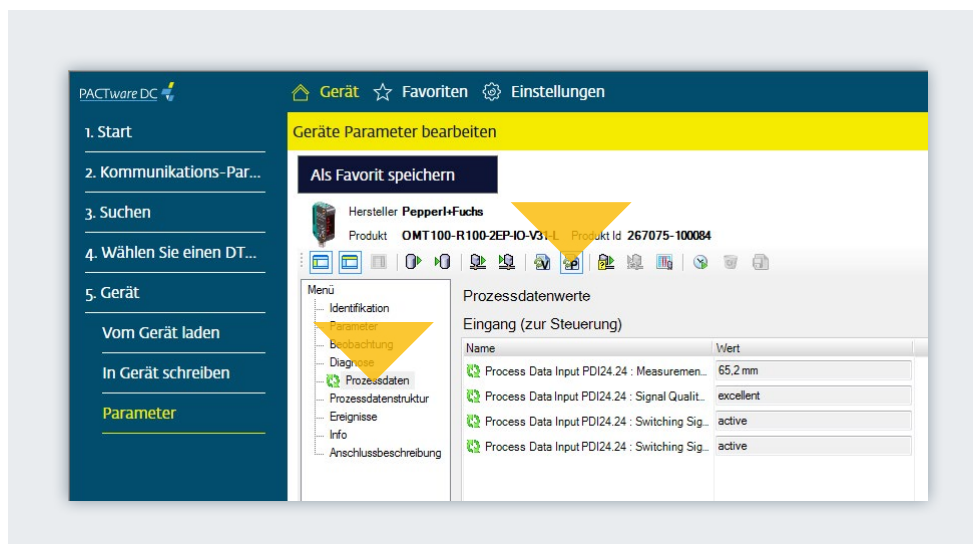 PACTware DC
Gerät Favoriten Einstellungen
1. Start
2. Kommunikations-Par...
3. Suchen
4. Wählen Sie einen DT...
5. Gerät
Vom Gerät laden
In Gerät schreiben
Parameter
Geräte Parameter bearbeiten
Als Favorit speichern
Hersteller Pepperl+Fuchs
Produkt OMT100-R100-2EP-IO-V31-L Produkt Id 267075-100084
Menü
Identifikation
Parameter
Beobachtung
Diagnose
Prozessdaten
Prozessdatenstruktur
Ereignisse
Info
Anschlussbeschreibung
Prozessdatenwerte
Eingang (zur Steuerung)
Name Wert
Process Data Input PDI24.24 : Measuremen... 65,2 mm
Process Data Input PDI24.24 : Signal Qualit... excellent
Process Data Input PDI24.24 : Switching Sig... active
Process Data Input PDI24.24 : Switching Sig... active